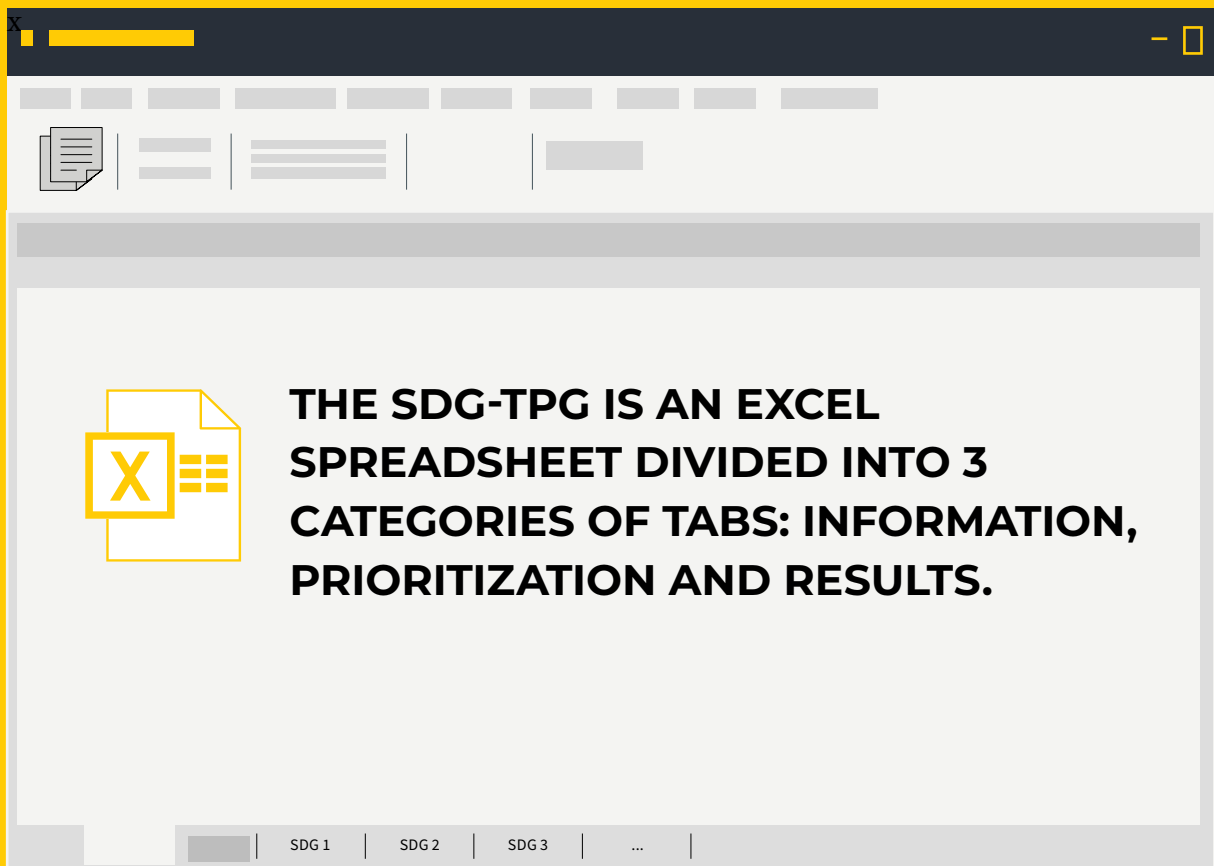 x
THE SDG-TPG IS AN EXCEL
SPREADSHEET DIVIDED INTO 3
CATEGORIES OF TABS: INFORMATION,
PRIORITIZATION AND RESULTS.
X
SDG 1
SDG 2
SDG 3
...